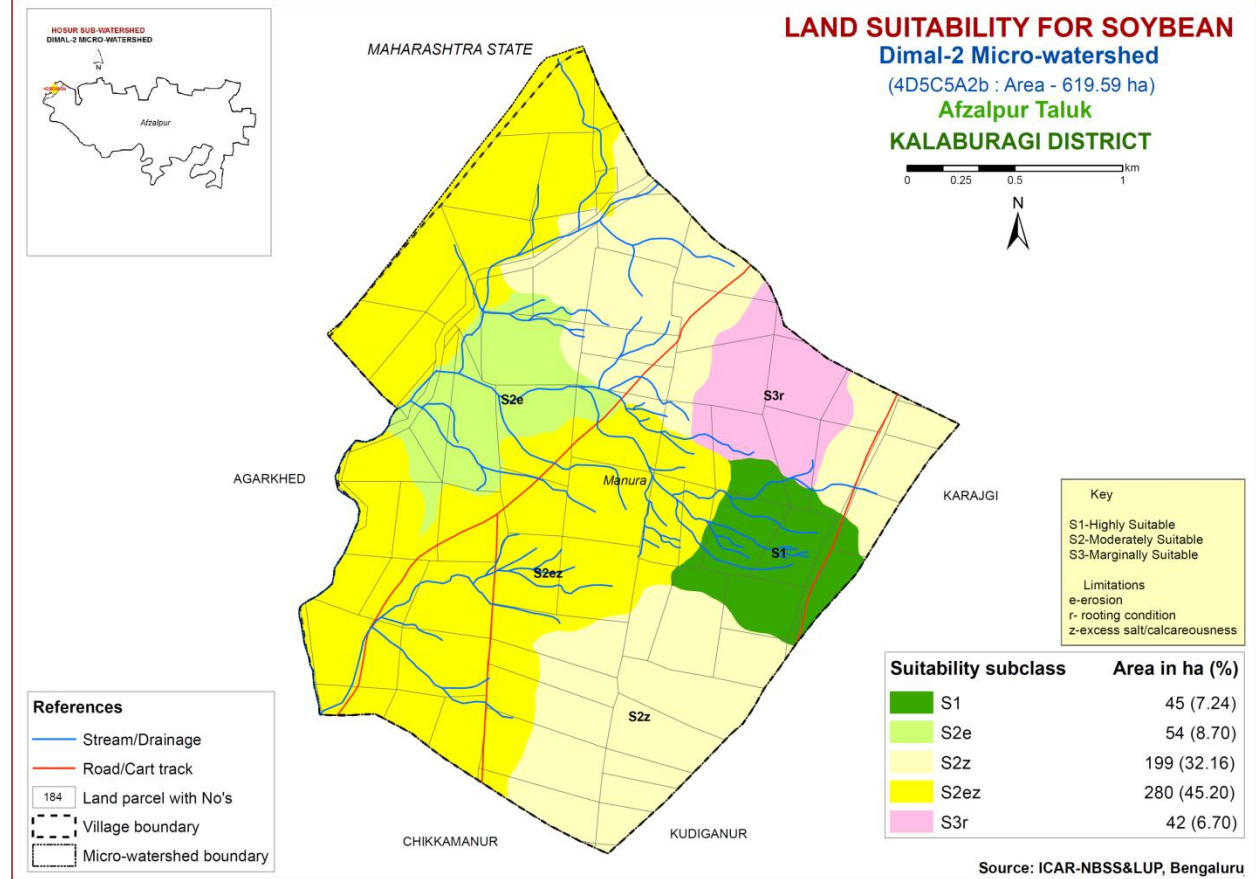 HOSUR SUB-WATERSHED
DIMAL-2 MICRO-WATERSHED
N
Afzalpur
MAHARASHTRA STATE
LAND SUITABILITY FOR SOYBEAN
Dimal-2 Micro-watershed
(4D5C5A2b : Area - 619.59 ha)
Afzalpur Taluk
KALABURAGI DISTRICT
km
0 0.25 0.5 1
N
S2e
S3r
AGARKHED
Manura
KARAJGI
S1
S2ez
S2z
CHIKKAMANUR
KUDIGANUR
Key
S1-Highly Suitable
S2-Moderately Suitable
S3-Marginally Suitable
Limitations
e-erosion
r- rooting condition
z-excess salt/calcareousness
Suitability subclass Area in ha (%)
S1 45 (7.24)
S2e 54 (8.70)
S2z 199 (32.16)
S2ez 280 (45.20)
S3r 42 (6.70)
References
Stream/Drainage
Road/Cart track
184 Land parcel with No's
Village boundary
Micro-watershed boundary
Source: ICAR-NBSS&LUP, Bengaluru